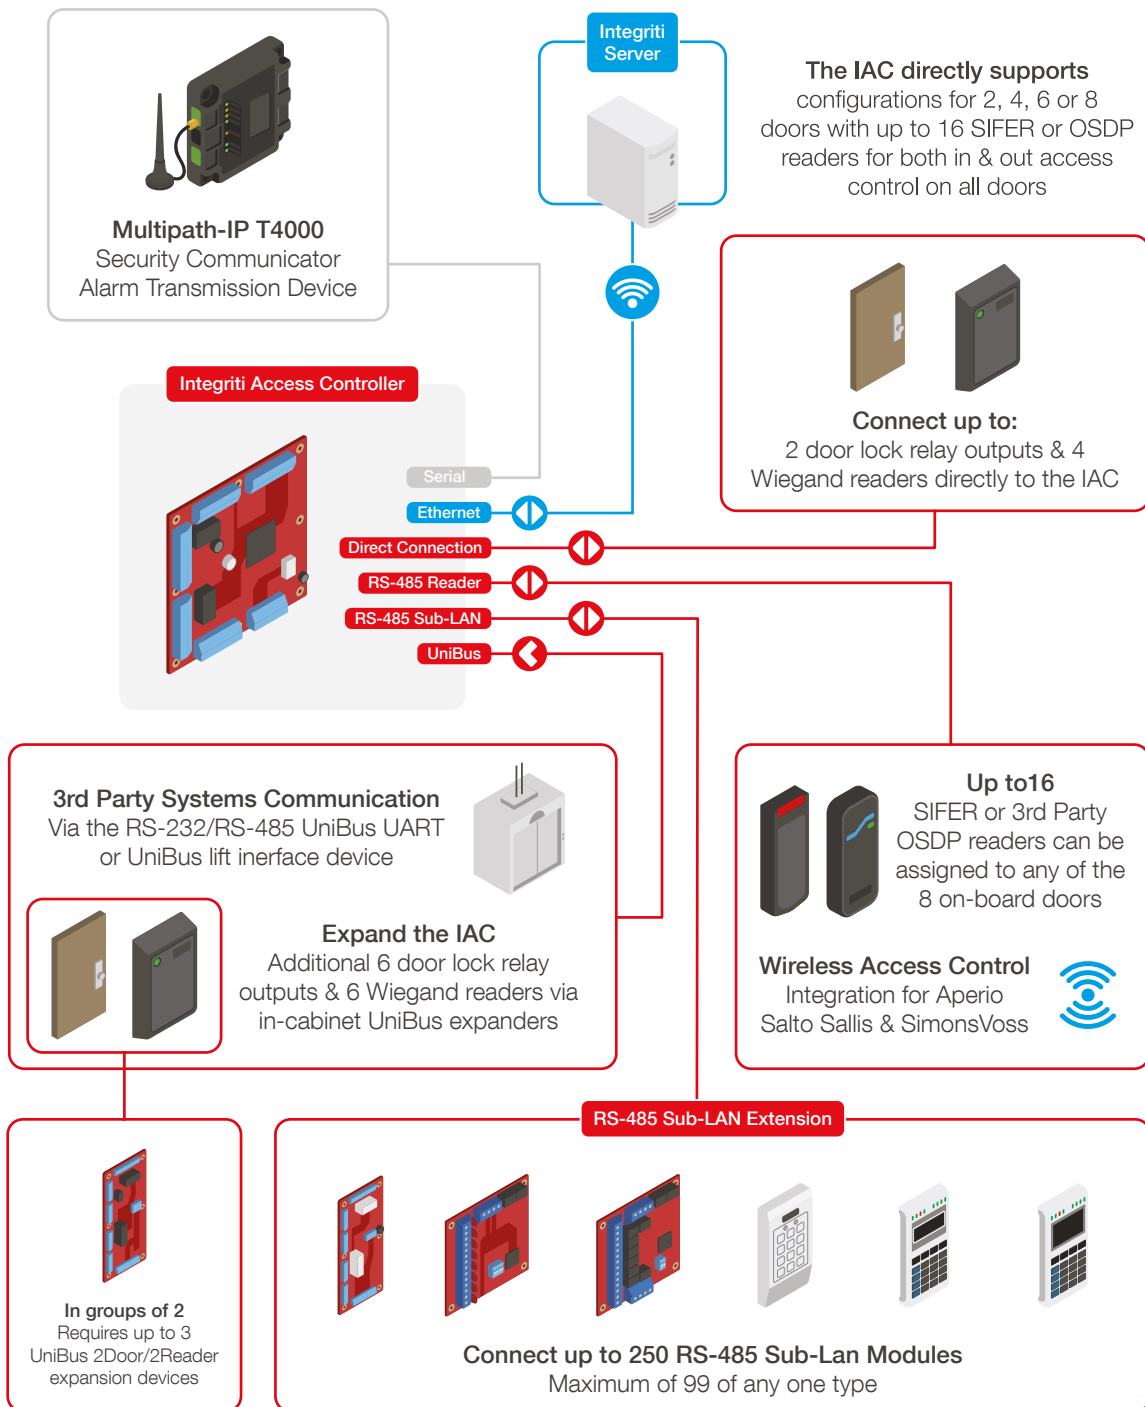 Integriti
Server
The IAC directly supports
configurations for 2, 4, 6 or 8
doors with up to 16 SIFER or OSDP
readers for both in & out access
control on all doors
Multipath-IP T4000
Security Communicator
Alarm Transmission Device
Integriti Access Controller
Connect up to:
2 door lock relay outputs & 4
Wiegand readers directly to the IAC
Serial
Ethernet
Direct Connection
RS-485 Reader
RS-485 Sub-LAN
UniBus
3rd Party Systems Communication
Via the RS-232/RS-485 UniBus UART
or UniBus lift inerface device
Expand the IAC
Additional 6 door lock relay
outputs & 6 Wiegand readers via
in-cabinet UniBus expanders
Up to16
SIFER or 3rd Party
OSDP readers can be
assigned to any of the
8 on-board doors
Wireless Access Control
Integration for Aperio
Salto Sallis & SimonsVoss
In groups of 2
Requires up to 3
UniBus 2Door/2Reader
expansion devices
RS-485 Sub-LAN Extension
Connect up to 250 RS-485 Sub-Lan Modules
Maximum of 99 of any one type